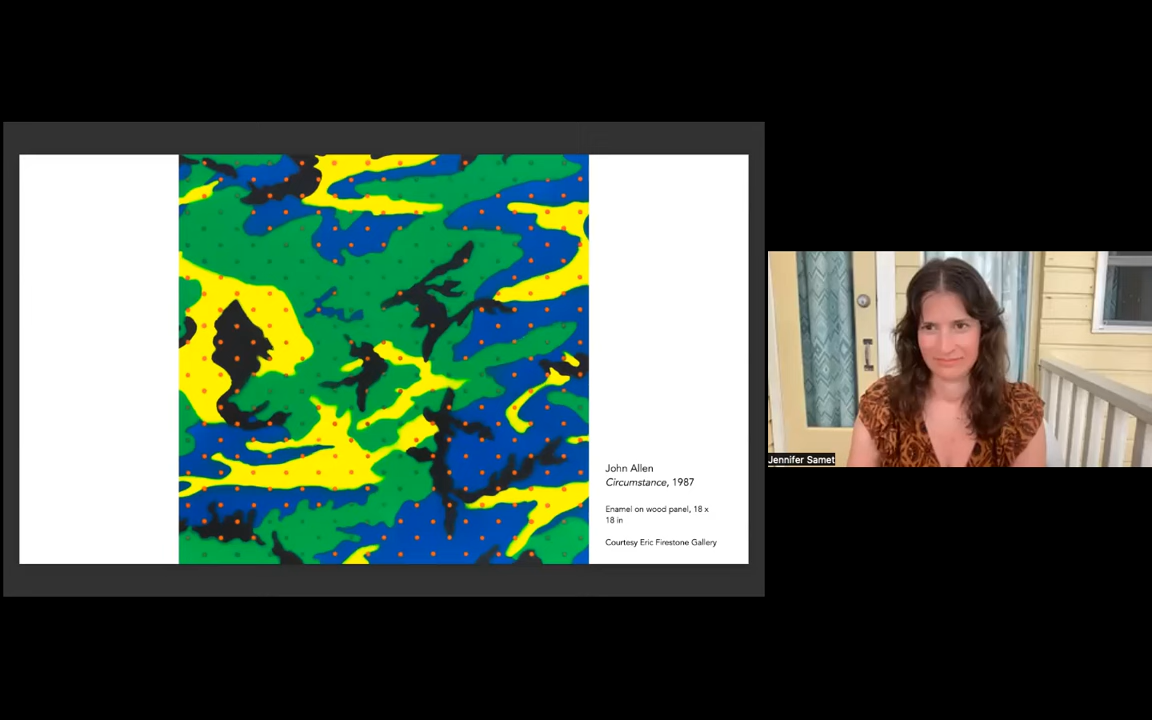 John Allen
Circumstance, 1987
Enamel on wood panel, 18 x
18 in
Courtesy Eric Firestone Gallery
Jennifer Samet